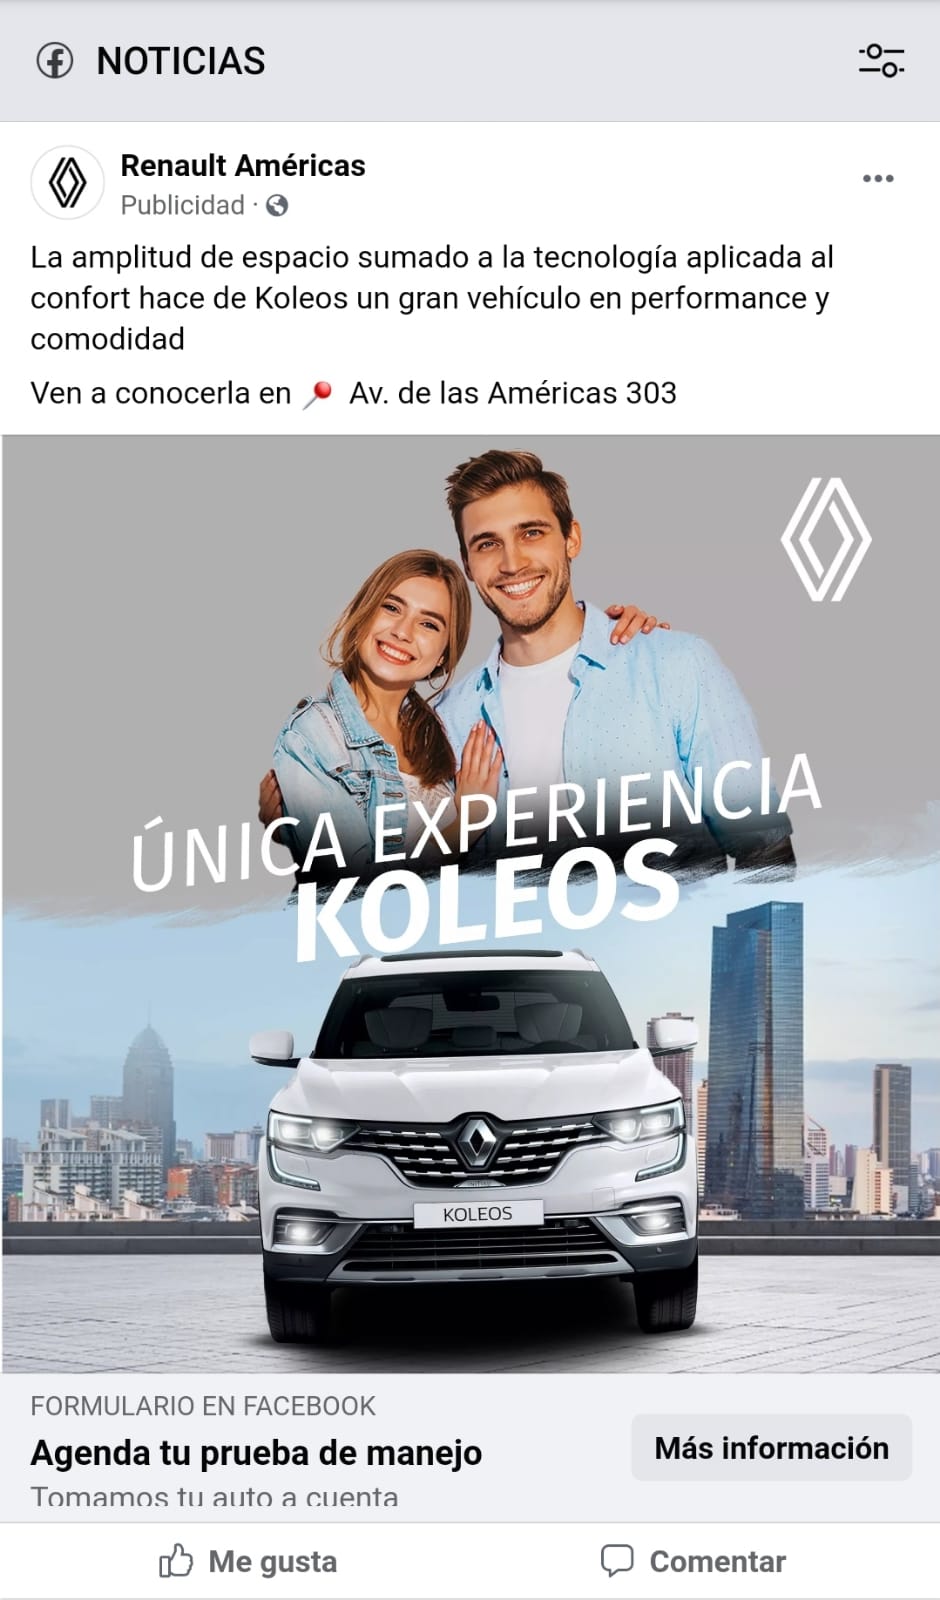 NOTICIAS
Renault Américas
Publicidad ·
La amplitud de espacio sumado a la tecnología aplicada al
confort hace de Koleos un gran vehículo en performance y
comodidad
Ven a conocerla en 📍 Av. de las Américas 303
ÚNICA EXPERIENCIA
KOLEOS
KOLEOS
FORMULARIO EN FACEBOOK
Agenda tu prueba de manejo
Más información
Tomamos tu auto a cuenta
Me gusta
Comentar